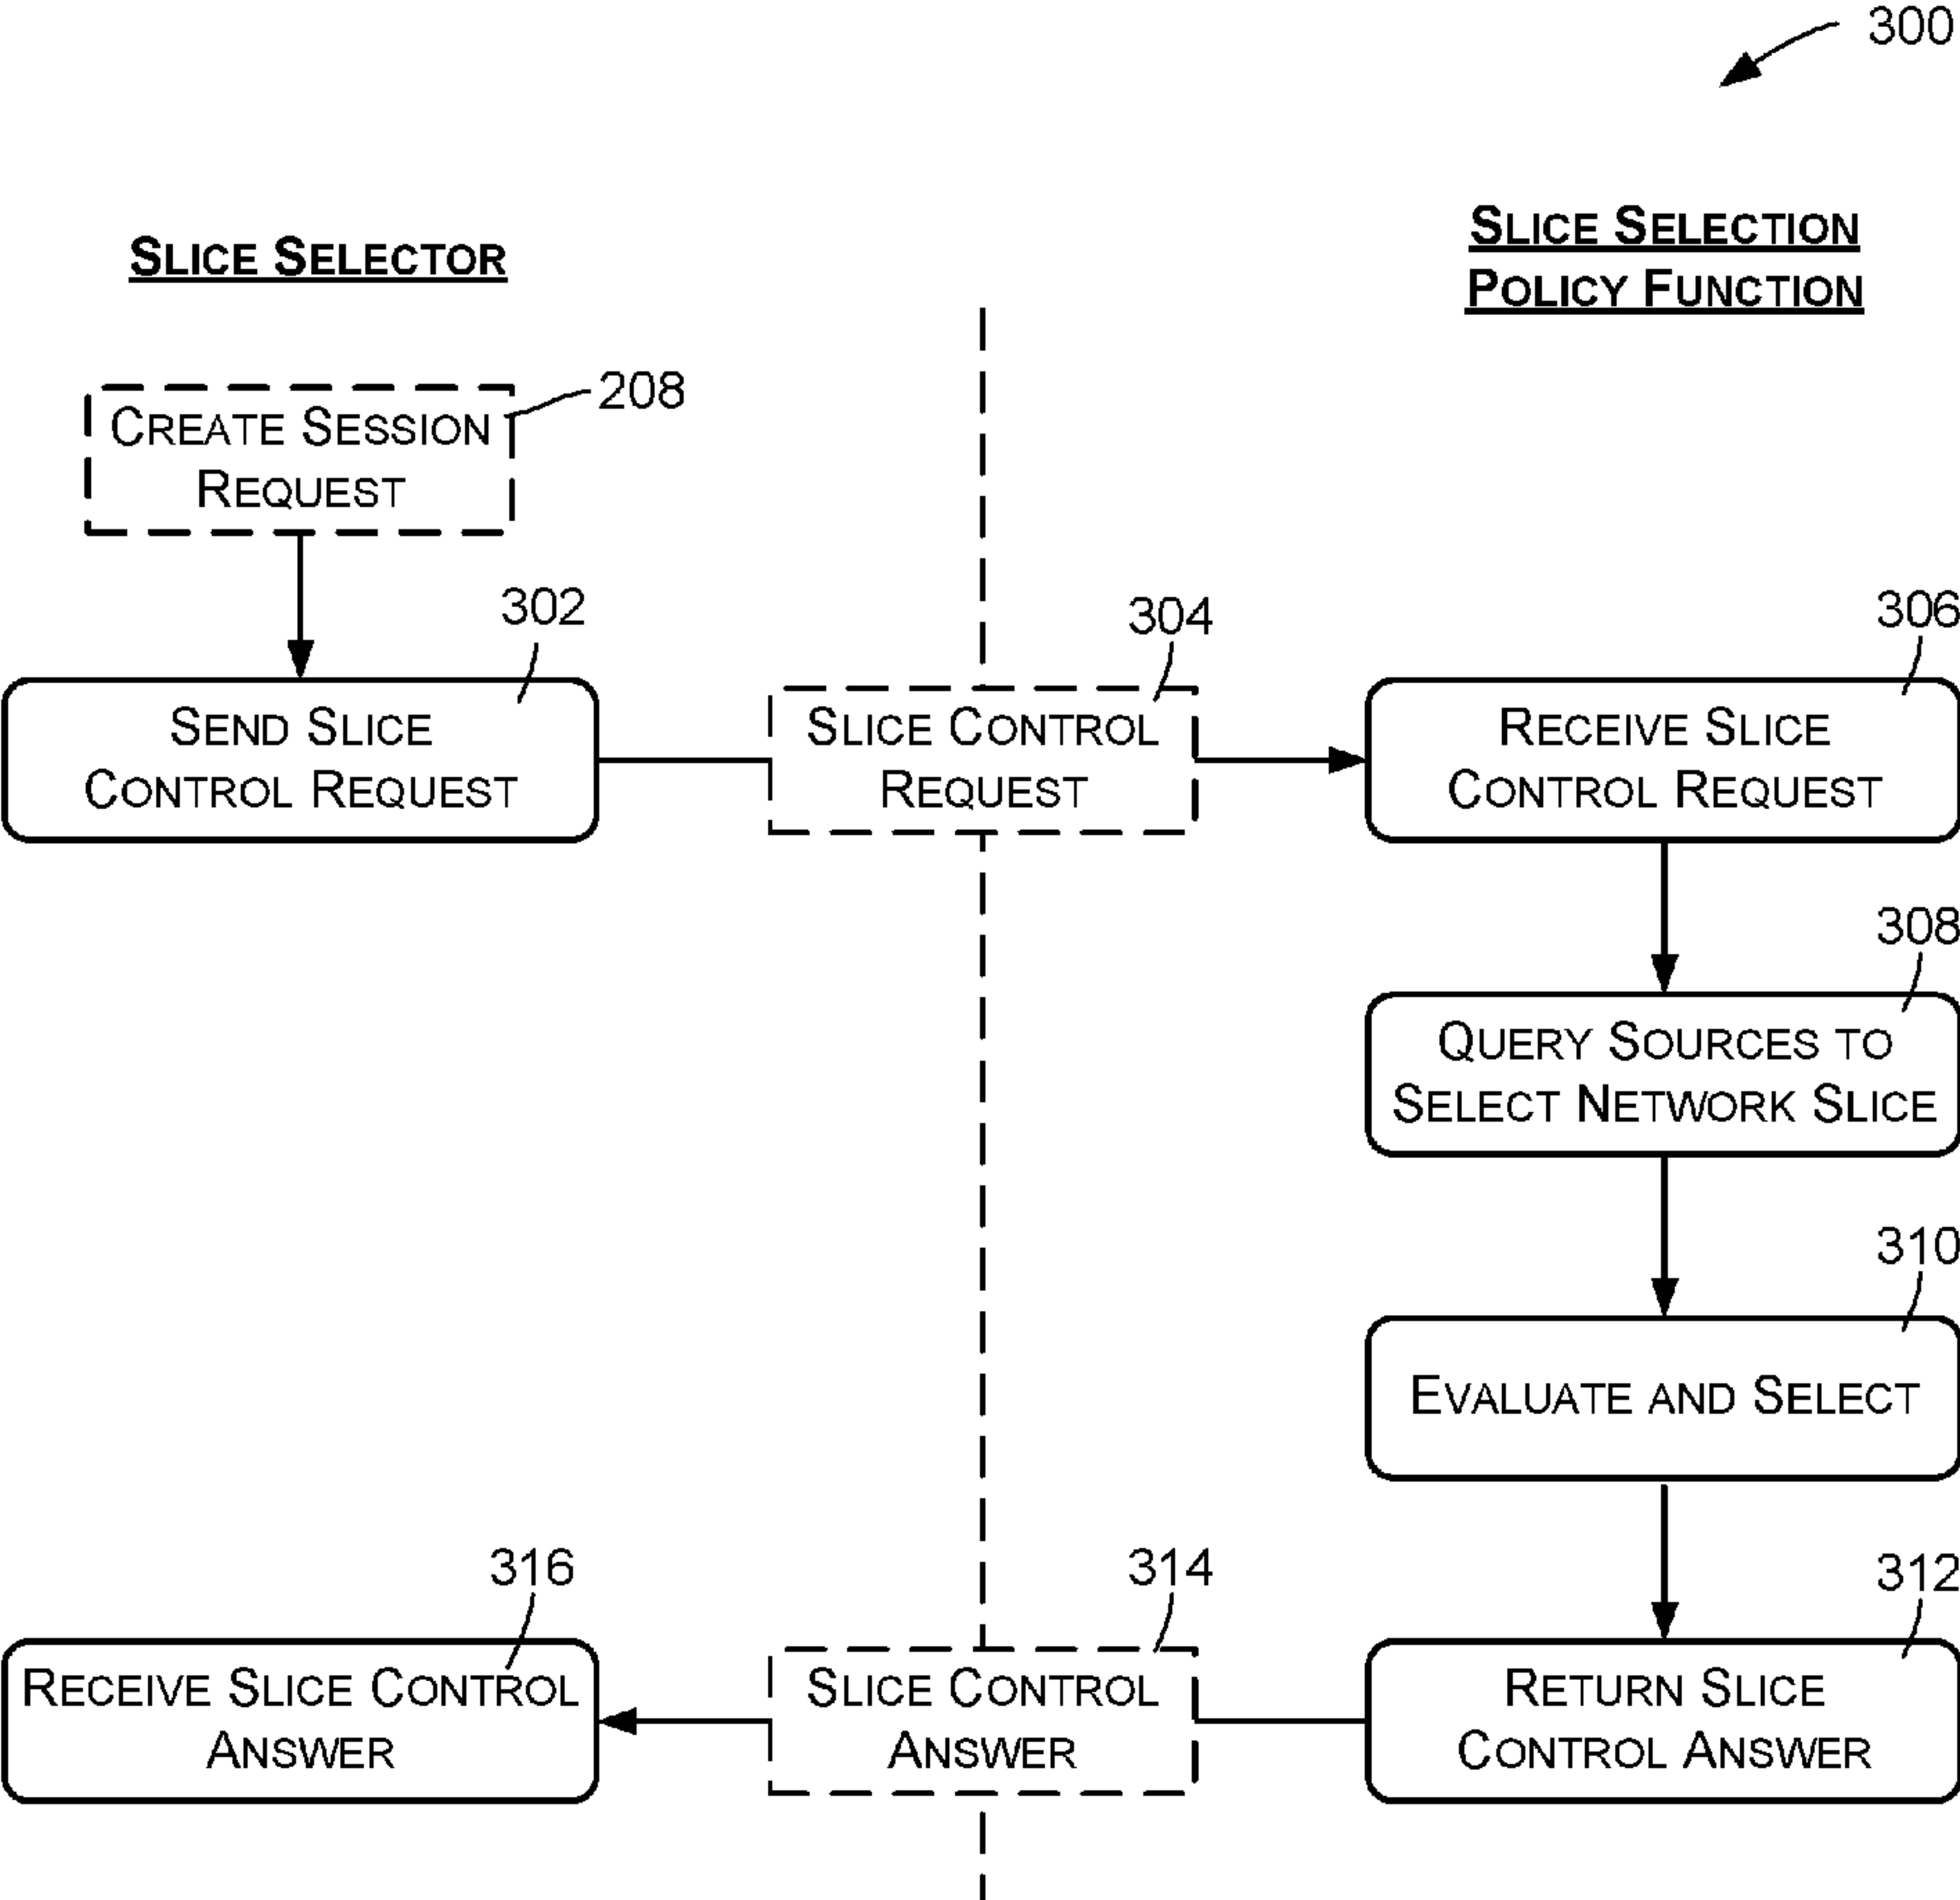 300
SLICE SELECTOR
SLICE SELECTION
POLICY FUNCTION
208
CREATE SESSION
REQUEST
302
304
306
SEND SLICE
CONTROL REQUEST
SLICE CONTROL
REQUEST
RECEIVE SLICE
CONTROL REQUEST
308
QUERY SOURCES TO
SELECT NETWORK SLICE
310
EVALUATE AND SELECT
316
314
312
RECEIVE SLICE CONTROL
ANSWER
SLICE CONTROL
ANSWER
RETURN SLICE
CONTROL ANSWER